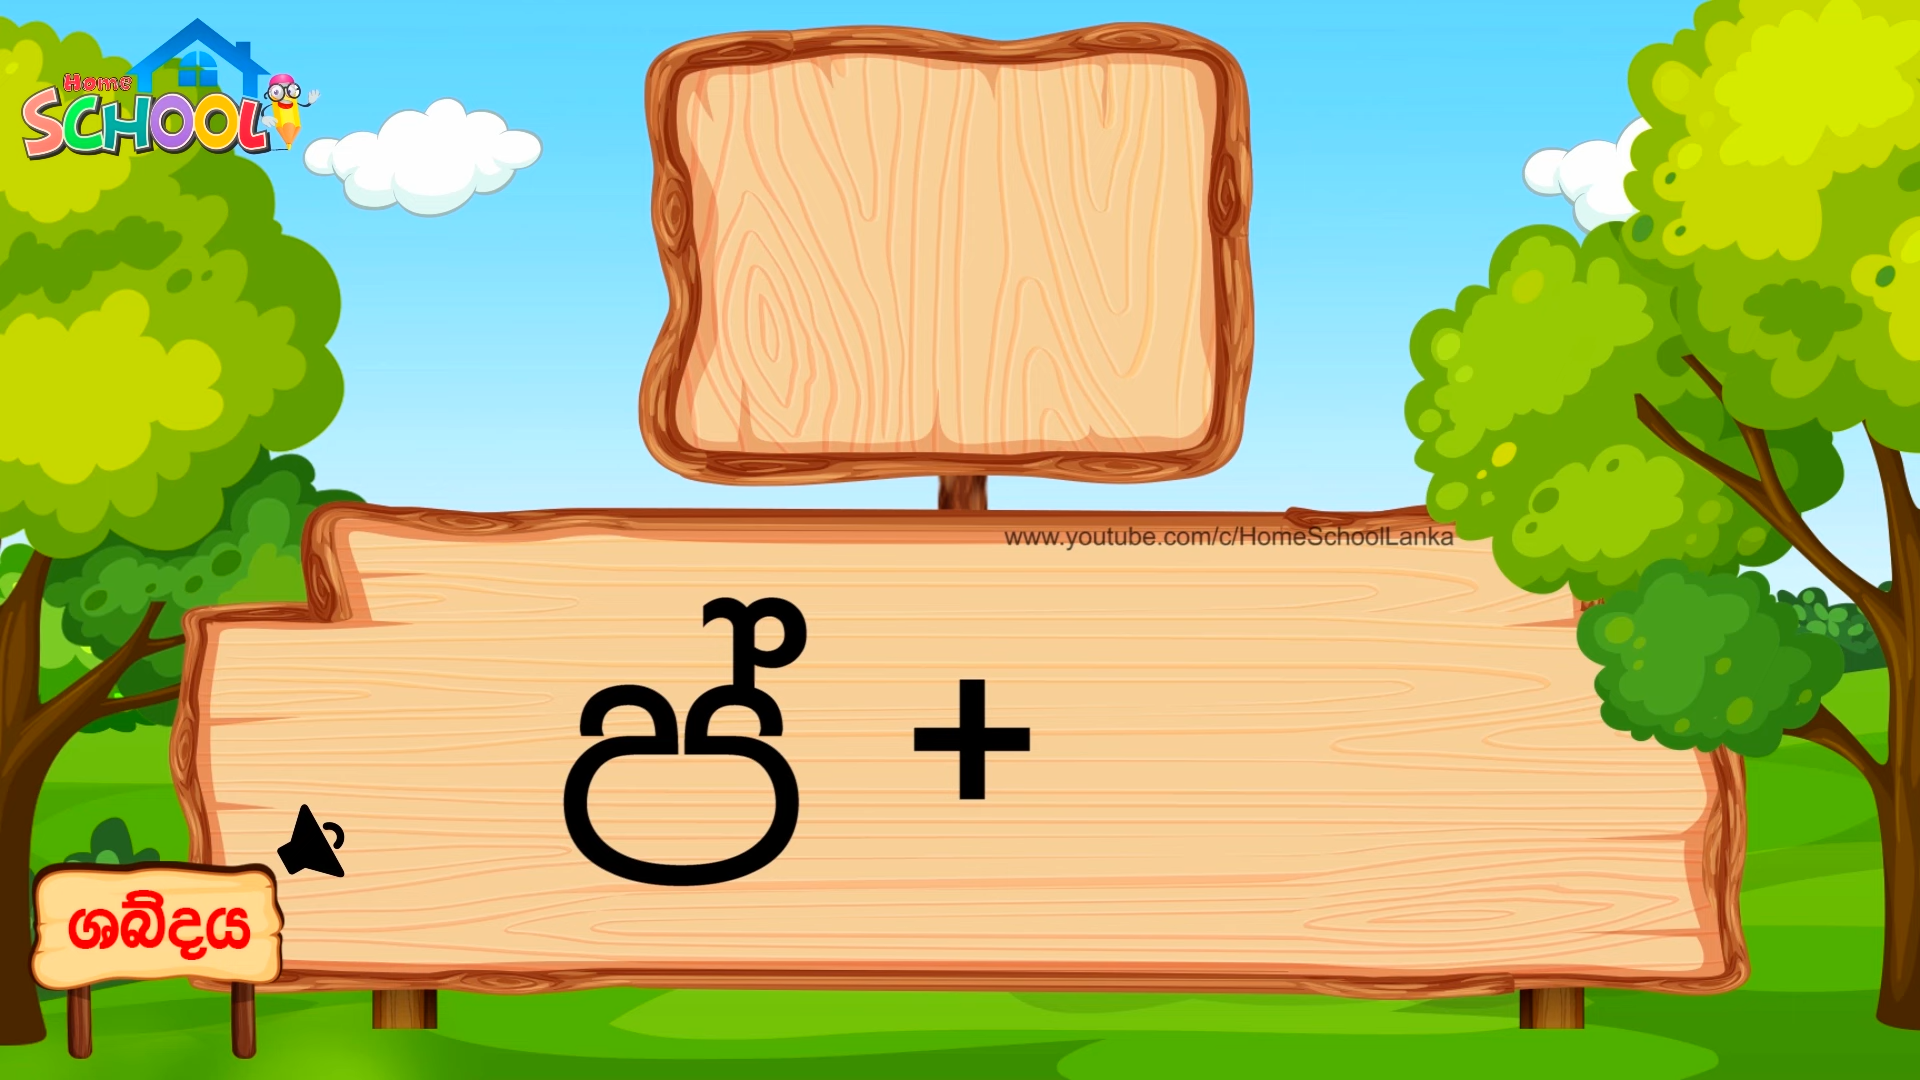 Home
SCHOOL
www.youtube.com/c/HomeSchoolLanka
ප් +
ශබ්දය